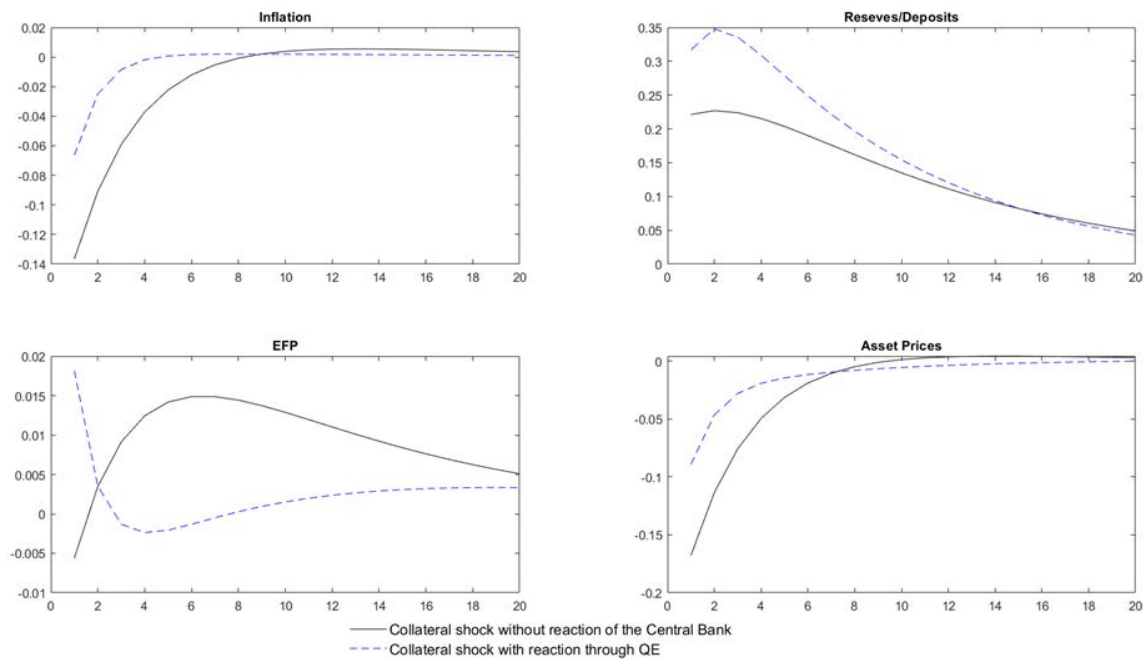 Inflation
0.02
0
-0.02
-0.04
-0.06
-0.08
-0.1
-0.12
-0.14
0 2 4 6 8 10 12 14 16 18 20
Reseves/Deposits
0.35
0.3
0.25
0.2
0.15
0.1
0.05
0
0 2 4 6 8 10 12 14 16 18 20
EFP
0.02
0.015
0.01
0.005
0
-0.005
-0.01
0 2 4 6 8 10 12 14 16 18 20
Asset Prices
0
-0.05
-0.1
-0.15
-0.2
0 2 4 6 8 10 12 14 16 18 20
Collateral shock without reaction of the Central Bank
Collateral shock with reaction through QE